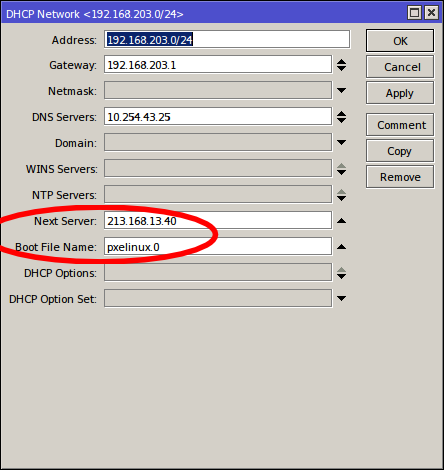 DHCP Network <192.168.203.0/24>
Address: 192.168.203.0/24
OK
Gateway: 192.168.203.1
Cancel
Netmask:
Apply
DNS Servers: 10.254.43.25
Comment
Domain:
Copy
WINS Servers:
Remove
NTP Servers:
Next Server: 213.168.13.40
Boot File Name: pxelinux.0
DHCP Options:
DHCP Option Set: